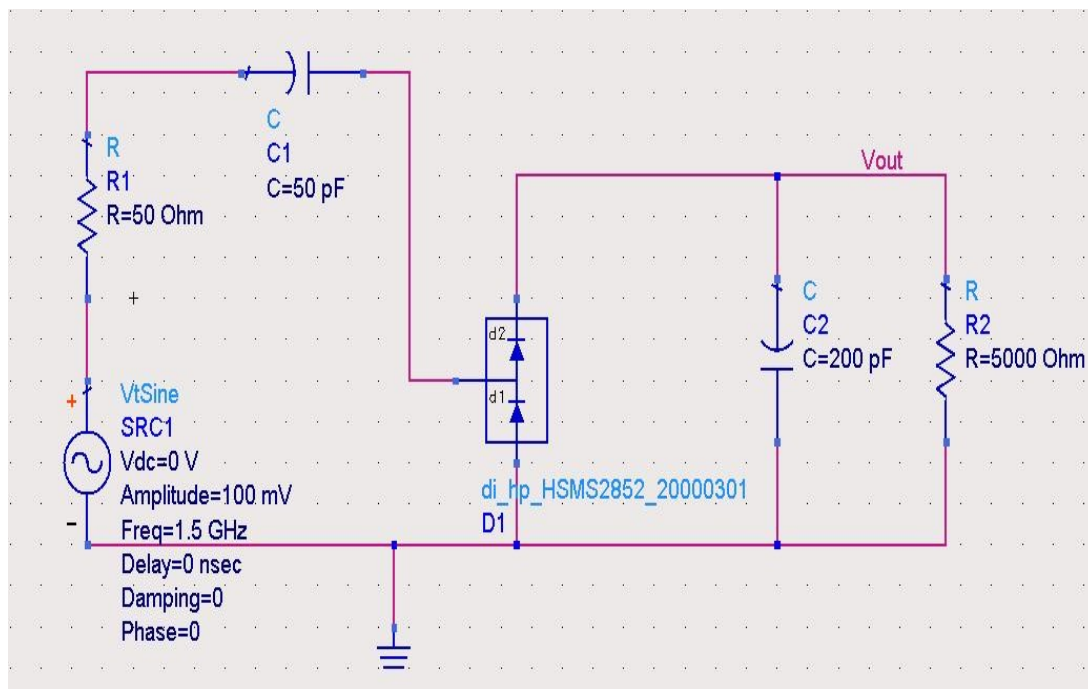 C
C1
C=50 pF
R
R1
R=50 Ohm
+
Vout
C
C2
C=200 pF
R
R2
R=5000 Ohm
d2
d1
di_hp_HSMS2852_20000301
D1
+
-
VtSine
SRC1
Vdc=0 V
Amplitude=100 mV
Freq=1.5 GHz
Delay=0 nsec
Damping=0
Phase=0